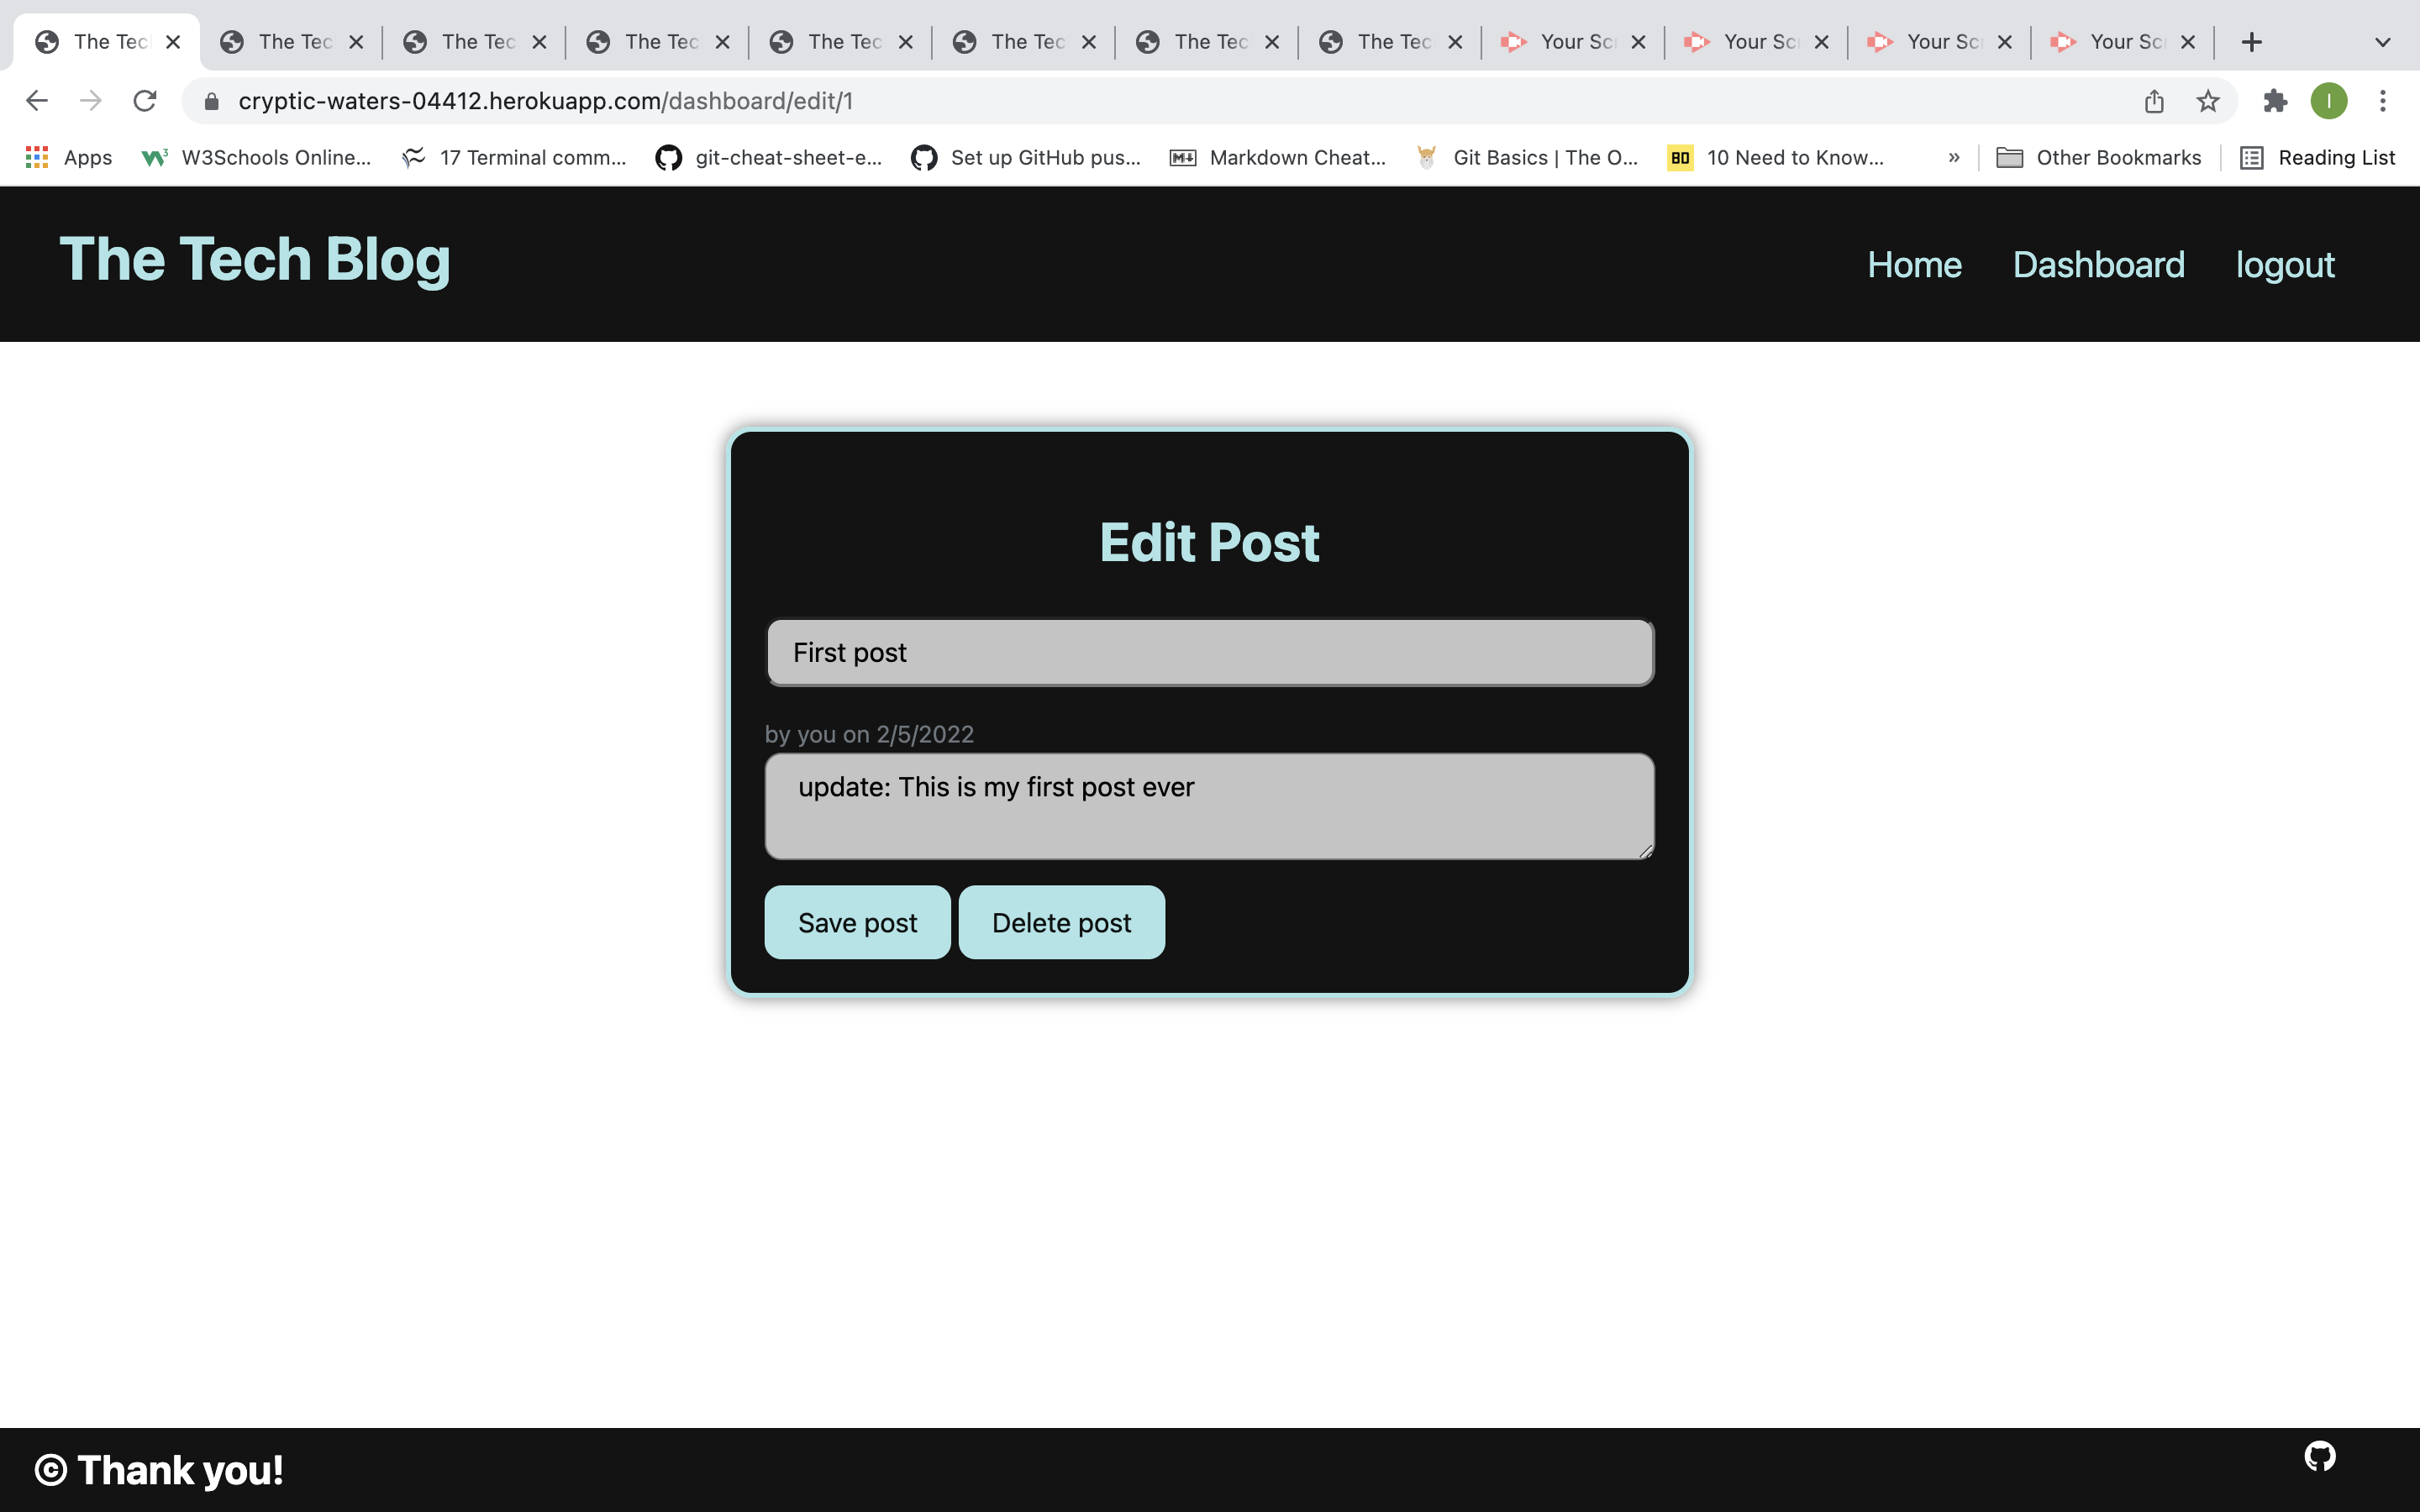 The Tec The Tec The Tec The Tec The Tec The Tec The Tec The Tec Your Sc Your Sc Your Sc Your Sc
cryptic-waters-04412.herokuapp.com/dashboard/edit/1 I
Apps W3Schools Online... 17 Terminal comm... git-cheat-sheet-e... Set up GitHub pus... Markdown Cheat... Git Basics | The O... BO 10 Need to Know... » Other Bookmarks Reading List
The Tech Blog Home Dashboard logout
Edit Post
First post
by you on 2/5/2022
update: This is my first post ever
Save post Delete post
© Thank you!